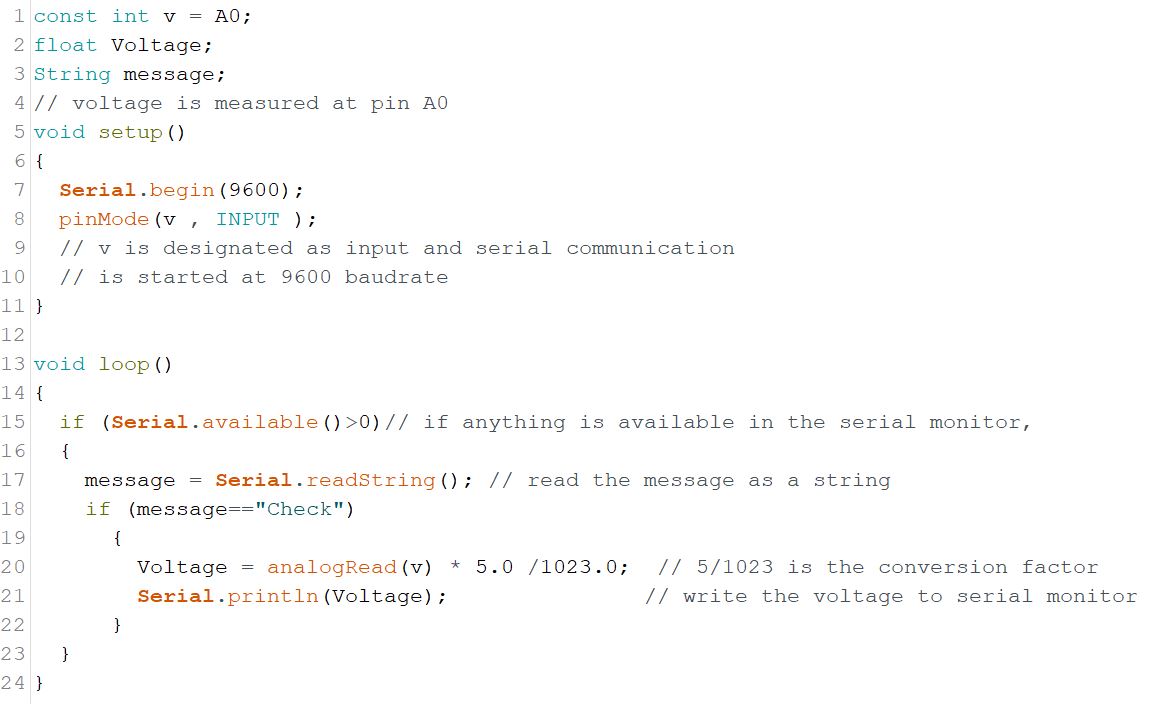 1 const int v = A0;
2 float Voltage;
3 String message;
4 // voltage is measured at pin A0
5 void setup()
6 {
7   Serial.begin(9600);
8   pinMode(v , INPUT );
9   // v is designated as input and serial communication
10   // is started at 9600 baudrate
11 }
12
13 void loop()
14 {
15   if (Serial.available()>0)// if anything is available in the serial monitor,
16   {
17     message = Serial.readString(); // read the message as a string
18     if (message=="Check")
19       {
20         Voltage = analogRead(v) * 5.0 /1023.0;  // 5/1023 is the conversion factor
21         Serial.println(Voltage);               // write the voltage to serial monitor
22       }
23   }
24 }